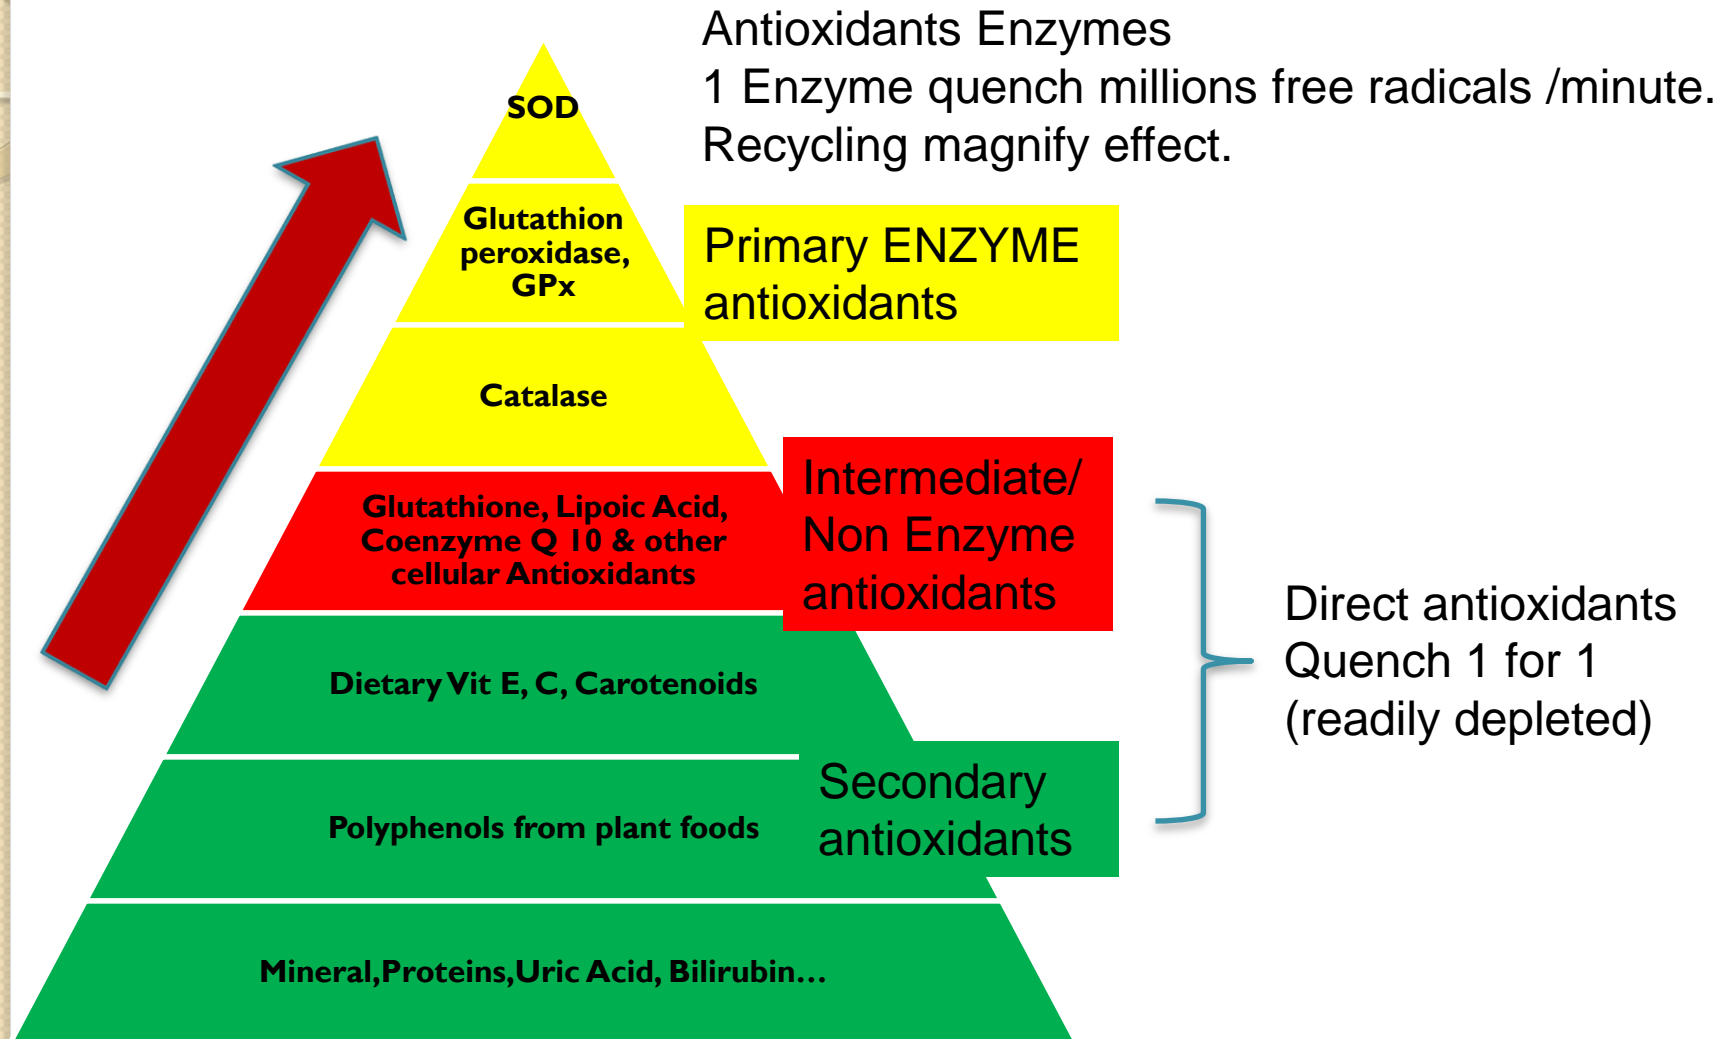 Antioxidants Enzymes
1 Enzyme quench millions free radicals /minute.
Recycling magnify effect.
SOD
Glutathion
peroxidase,
GPx
Primary ENZYME
antioxidants
Catalase
Glutathione, Lipoic Acid,
Coenzyme Q 10 & other
cellular Antioxidants
Intermediate/
Non Enzyme
antioxidants
Direct antioxidants
Quench 1 for 1
(readily depleted)
Dietary Vit E, C, Carotenoids
Polyphenols from plant foods
Secondary
antioxidants
Mineral,Proteins,Uric Acid, Bilirubin...